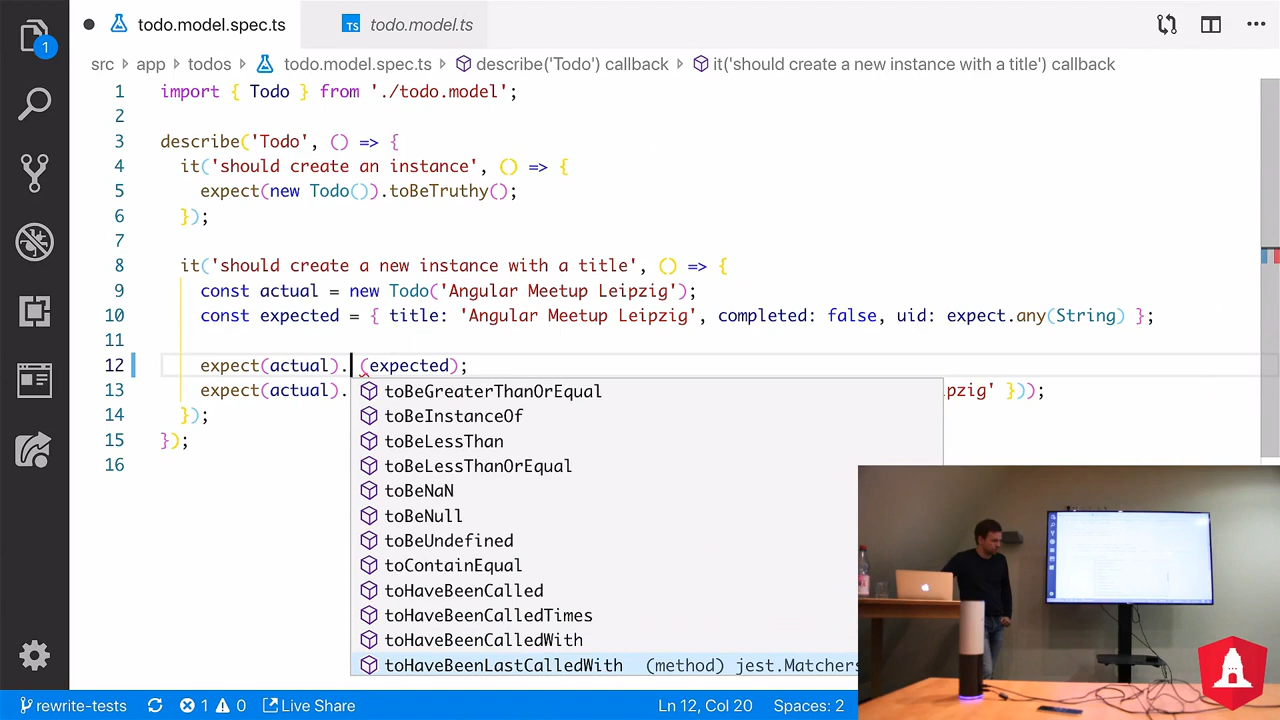 todo.model.spec.ts
TS todo.model.ts
1
src > app > todos > todo.model.spec.ts > describe('Todo') callback > it('should create a new instance with a title') callback
1 import { Todo } from './todo.model';
2
3 describe('Todo', () => {
4 it('should create an instance', () => {
5 expect(new Todo()).toBeTruthy();
6 });
7
8 it('should create a new instance with a title', () => {
9 const actual = new Todo('Angular Meetup Leipzig');
10 const expected = { title: 'Angular Meetup Leipzig', completed: false, uid: expect.any(String) };
11
12 expect(actual). (expected);
13 expect(actual). pzig' }));
14 });
15 });
16
toBeGreaterThanOrEqual
toBeInstanceOf
toBeLessThan
toBeLessThanOrEqual
toBeNaN
toBeNull
toBeUndefined
toContainEqual
toHaveBeenCalled
toHaveBeenCalledTimes
toHaveBeenCalledWith
toHaveBeenLastCalledWith (method) jest.Matchers
rewrite-tests 1 0 Live Share Ln 12, Col 20 Spaces: 2